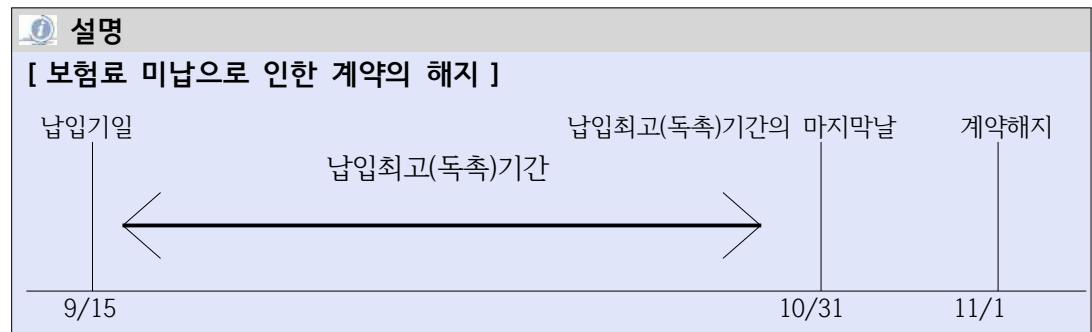 설명
[ 보험료 미납으로 인한 계약의 해지 ]
납입기일 납입최고(독촉)기간의 마지막날 계약해지
납입최고(독촉)기간
9/15 10/31 11/1